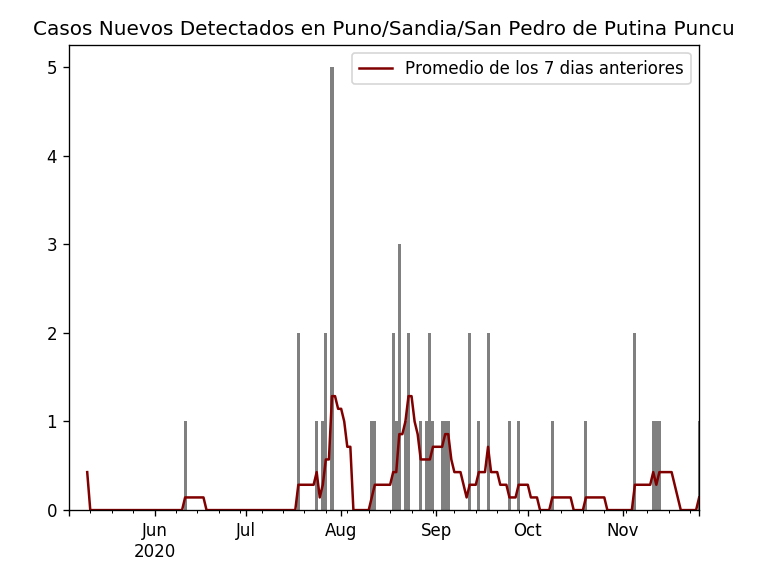 Casos Nuevos Detectados en Puno/Sandia/San Pedro de Putina Puncu
Promedio de los 7 dias anteriores
5
4
3
2
1
0
Jun Jul Aug Sep Oct Nov
2020